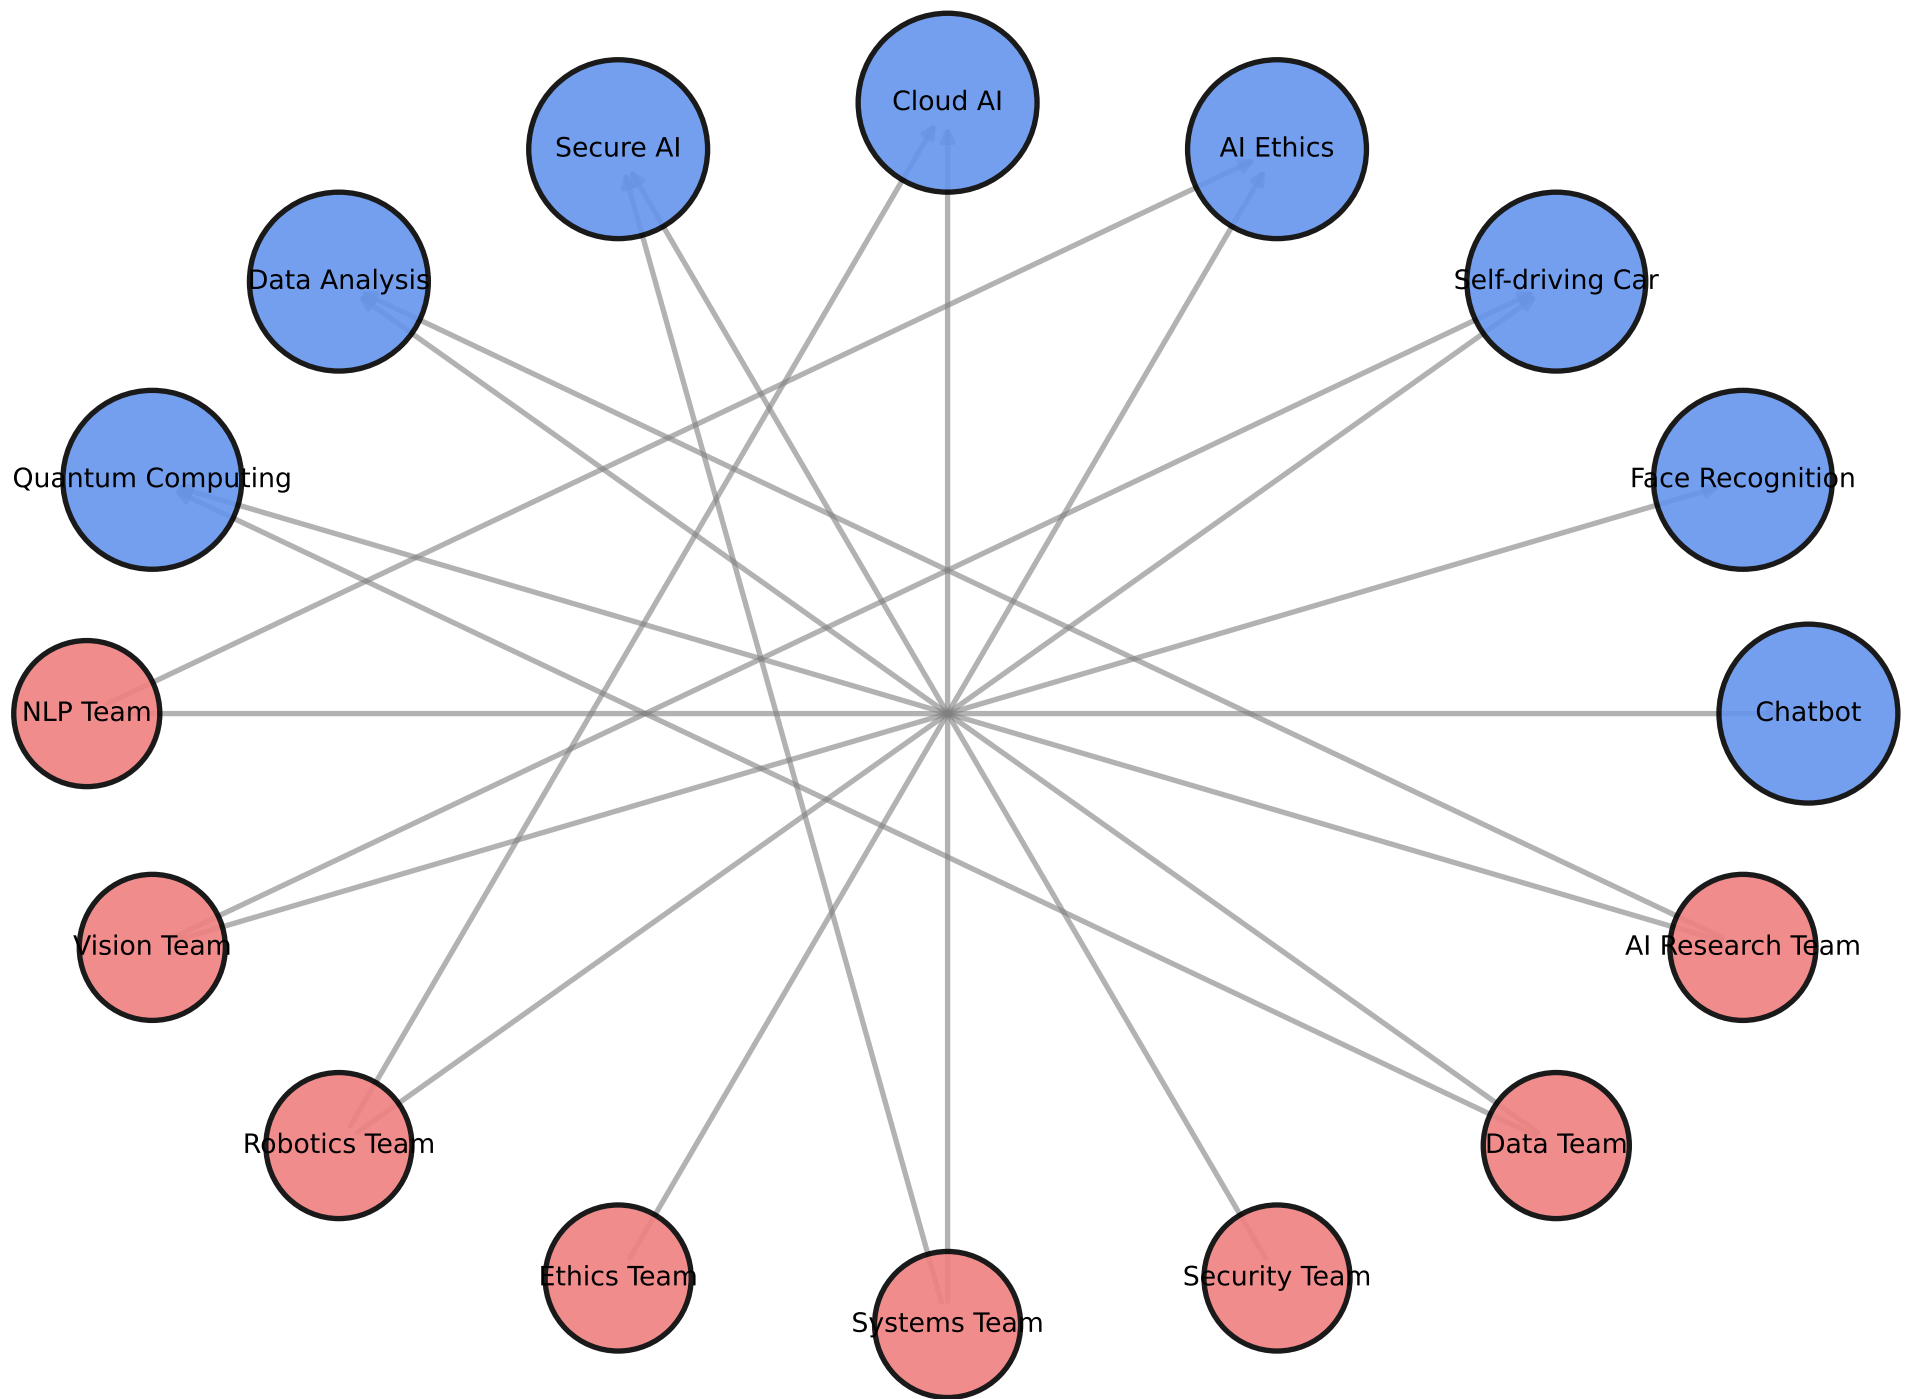 Cloud AI
Secure AI
AI Ethics
Data Analysis
Self-driving Car
Quantum Computing
Face Recognition
NLP Team
Chatbot
Vision Team
AI Research Team
Robotics Team
Data Team
Ethics Team
Security Team
Systems Team